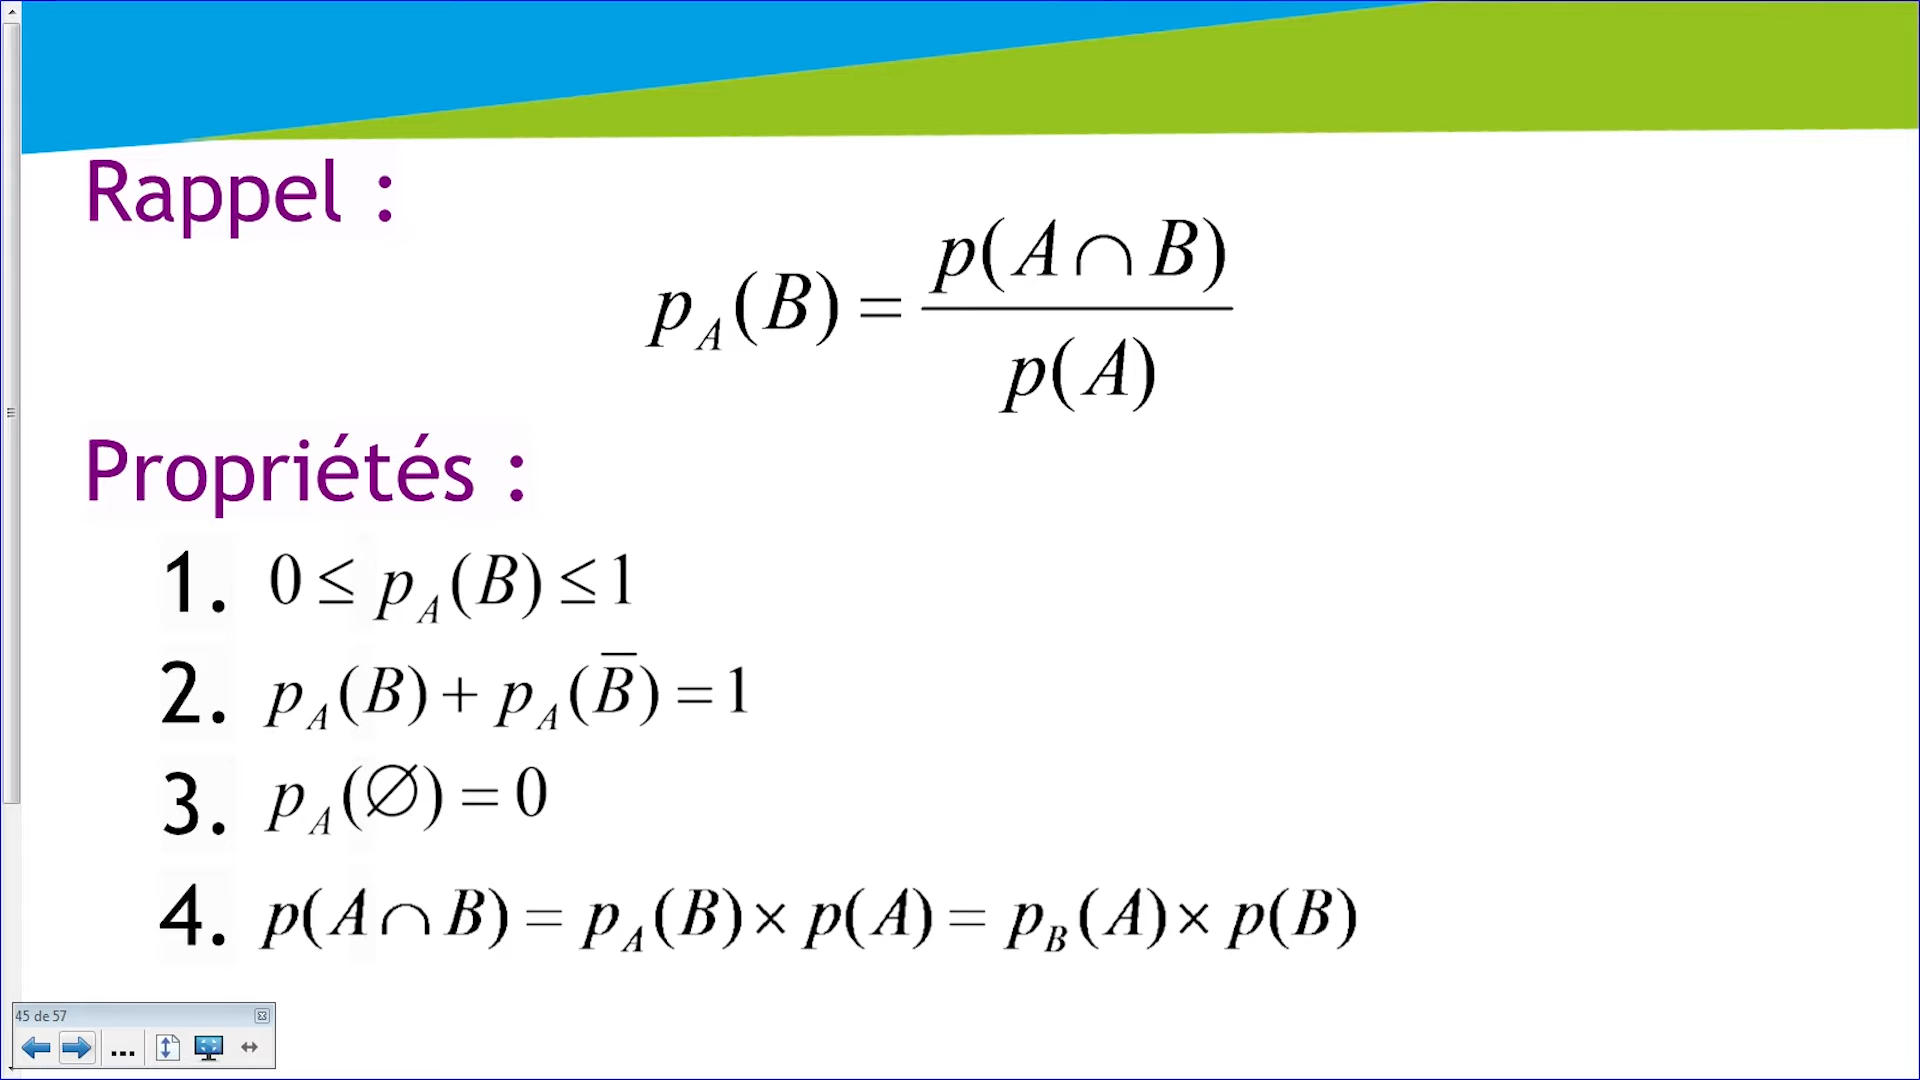 Rappel :
p_A(B) = p(A ∩ B) / p(A)
Propriétés :
1. 0 ≤ p_A(B) ≤ 1
2. p_A(B) + p_A(B̅) = 1
3. p_A(∅) = 0
4. p(A ∩ B) = p_A(B) × p(A) = p_B(A) × p(B)
45 de 57
...